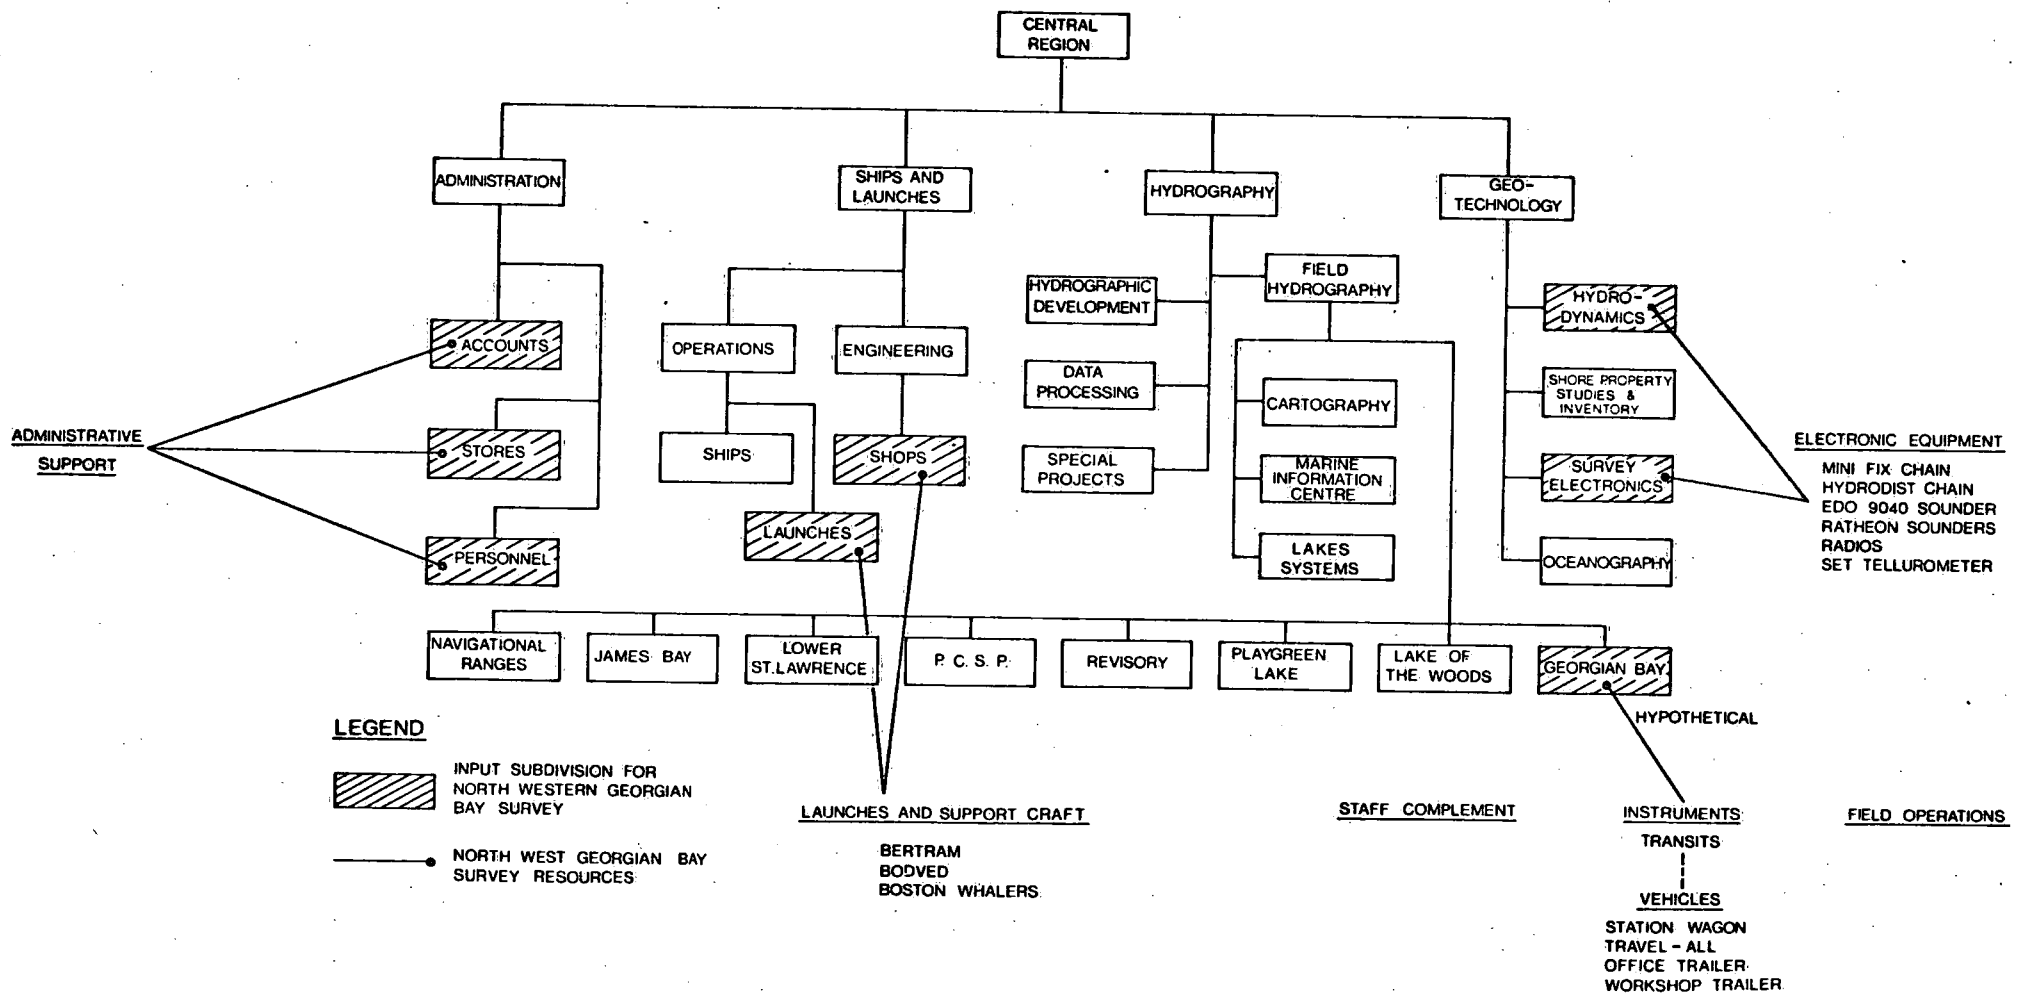 CENTRAL
REGION
ADMINISTRATION
SHIPS AND
LAUNCHES
HYDROGRAPHY
GEO-
TECHNOLOGY
ACCOUNTS
STORES
PERSONNEL
ADMINISTRATIVE
SUPPORT
OPERATIONS
ENGINEERING
SHIPS
SHOPS
LAUNCHES
HYDROGRAPHIC
DEVELOPMENT
DATA
PROCESSING
SPECIAL
PROJECTS
FIELD
HYDROGRAPHY
CARTOGRAPHY
MARINE
INFORMATION
CENTRE
LAKES
SYSTEMS
HYDRO-
DYNAMICS
SHORE PROPERTY
STUDIES &
INVENTORY
SURVEY
ELECTRONICS
OCEANOGRAPHY
ELECTRONIC EQUIPMENT
MINI FIX CHAIN
HYDRODIST CHAIN
EDO 9040 SOUNDER
RATHEON SOUNDERS
RADIOS
SET TELLUROMETER
NAVIGATIONAL
RANGES
JAMES BAY
LOWER
ST.LAWRENCE
P. C. S. P.
REVISORY
PLAYGREEN
LAKE
LAKE OF
THE WOODS
GEORGIAN BAY
HYPOTHETICAL
LEGEND
INPUT SUBDIVISION FOR
NORTH WESTERN GEORGIAN
BAY SURVEY
NORTH WEST GEORGIAN BAY
SURVEY RESOURCES
LAUNCHES AND SUPPORT CRAFT
BERTRAM
BODVED
BOSTON WHALERS
STAFF COMPLEMENT
INSTRUMENTS
TRANSITS
VEHICLES
STATION WAGON
TRAVEL-ALL
OFFICE TRAILER
WORKSHOP TRAILER
FIELD OPERATIONS